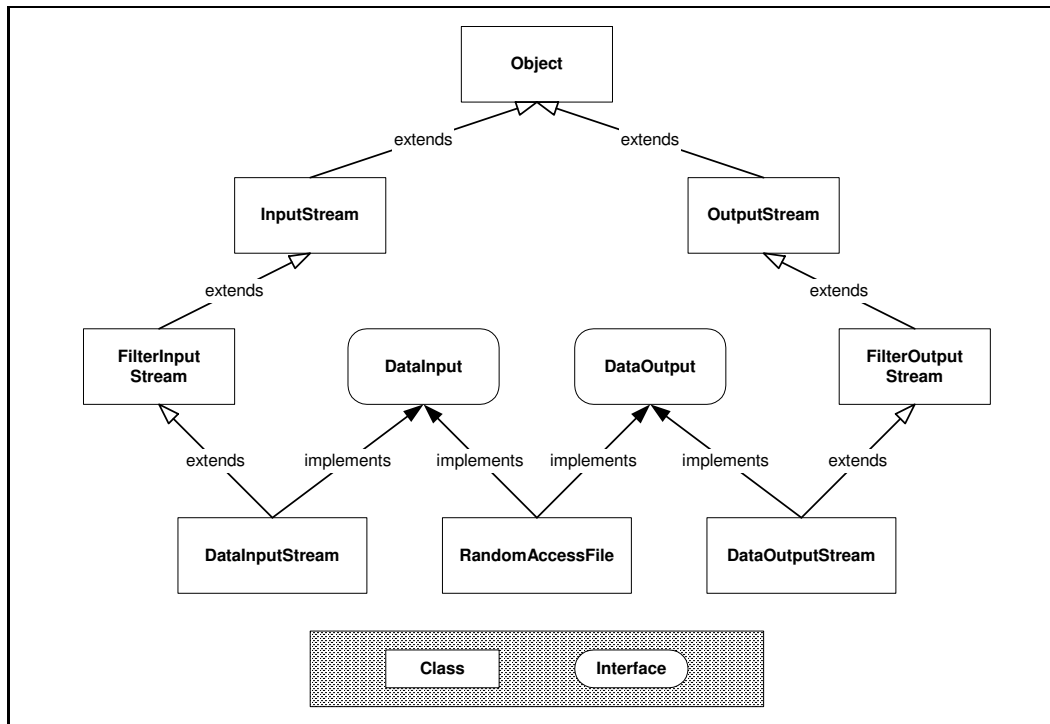 Object
extends
extends
InputStream
OutputStream
extends
extends
FilterInput
Stream
DataInput
DataOutput
FilterOutput
Stream
extends
implements
implements
implements
implements
extends
DataInputStream
RandomAccessFile
DataOutputStream
Class
Interface